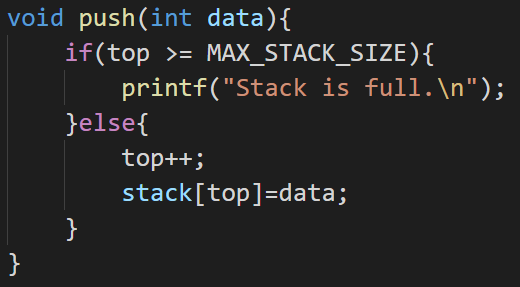 void push(int data){
    if(top >= MAX_STACK_SIZE){
        printf("Stack is full.\n");
    }else{
        top++;
        stack[top]=data;
    }
}